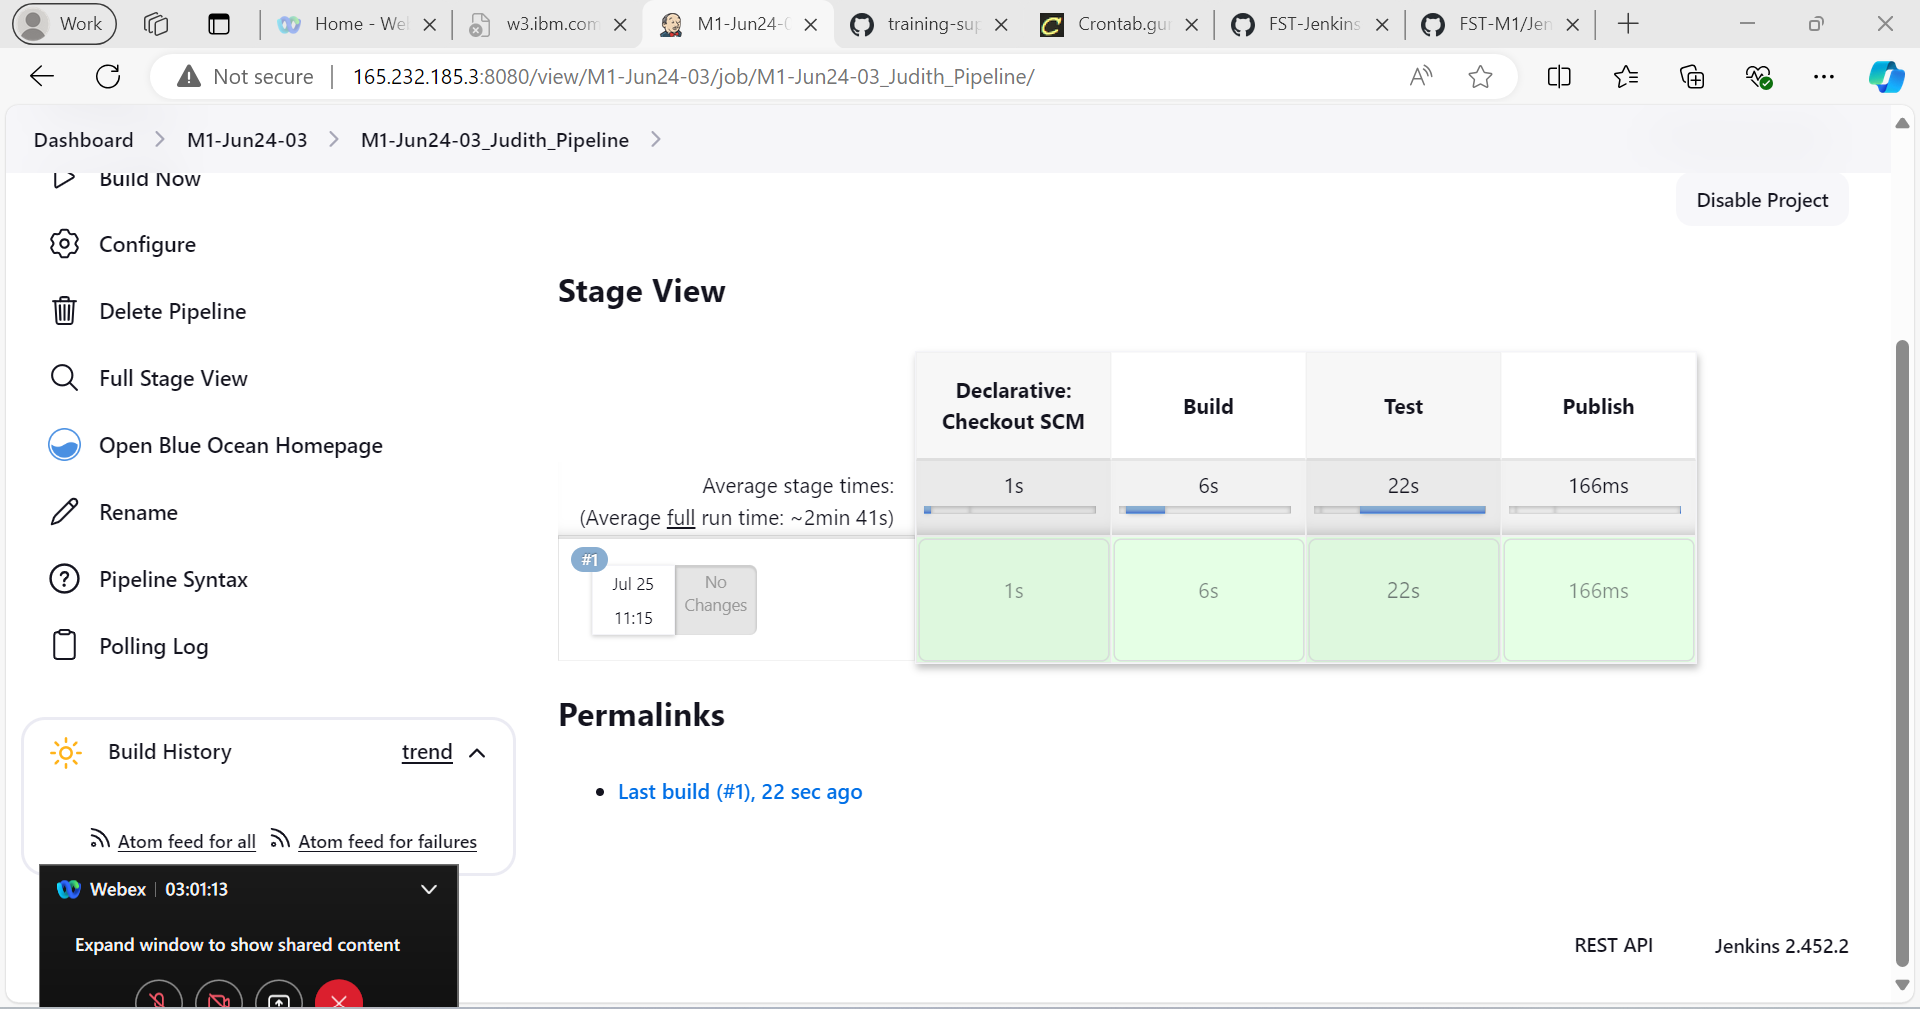 Work
Home - We
w3.ibm.com
M1-Jun24-0
training-sup
Crontab.gur
FST-Jenkins
FST-M1/Jen
Not secure
165.232.185.3:8080/view/M1-Jun24-03/job/M1-Jun24-03_Judith_Pipeline/
Dashboard
M1-Jun24-03
M1-Jun24-03_Judith_Pipeline
Build Now
Disable Project
Configure
Delete Pipeline
Full Stage View
Open Blue Ocean Homepage
Rename
Pipeline Syntax
Polling Log
Build History
trend
Atom feed for all
Atom feed for failures
Stage View
Declarative:
Checkout SCM
Build
Test
Publish
Average stage times:
(Average full run time: ~2min 41s)
1s
6s
22s
166ms
#1
Jul 25
11:15
No
Changes
1s
6s
22s
166ms
Permalinks
Last build (#1), 22 sec ago
Webex
03:01:13
Expand window to show shared content
REST API
Jenkins 2.452.2